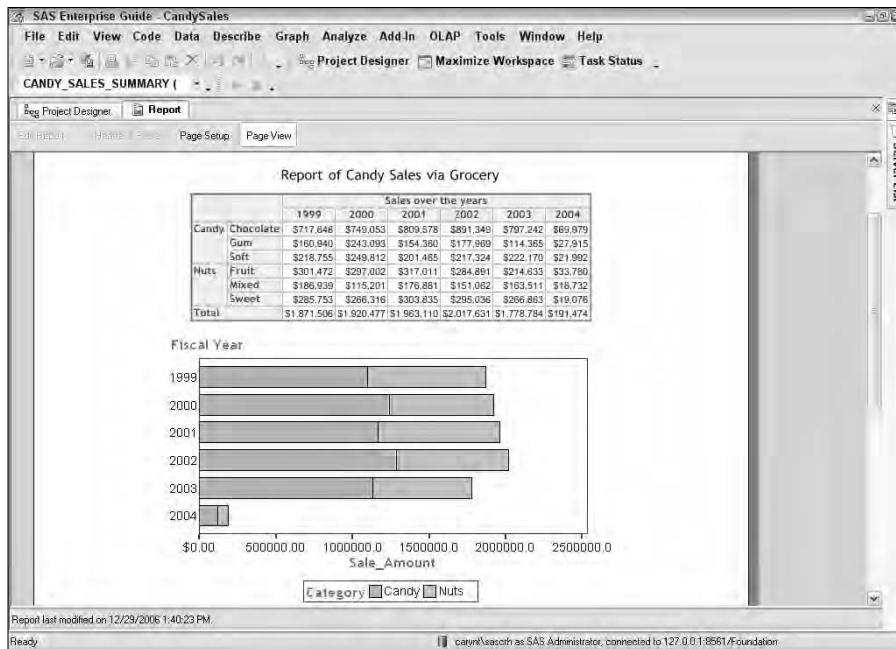 SAS Enterprise Guide - CandySales
File Edit View Code Data Describe Graph Analyze Add-In OLAP Tools Window Help
Project Designer Maximize Workspace Task Status
CANDY_SALES_SUMMARY (
Project Designer Report
Edit Report Page Setup Page View
Report of Candy Sales via Grocery
Sales over the years
1999 2000 2001 2002 2003 2004
Candy Chocolate $717,648 $749,053 $809,578 $891,349 $797,242 $69,879
Gum $160,940 $243,093 $154,360 $177,969 $114,365 $27,915
Soft $218,755 $249,812 $201,465 $217,324 $222,170 $21,992
Nuts Fruit $301,472 $297,002 $317,011 $284,891 $214,633 $33,780
Mixed $186,939 $115,201 $176,861 $151,062 $163,511 $18,732
Sweet $285,753 $266,316 $303,835 $295,036 $266,863 $19,076
Total $1,871,506 $1,920,477 $1,963,110 $2,017,631 $1,778,784 $191,474
Fiscal Year
1999
2000
2001
2002
2003
2004
$0.00 500000.00 1000000.0 1500000.0 2000000.0 2500000.0
Sale_Amount
Category Candy Nuts
Report last modified on 12/29/2006 1:40:23 PM.
Ready carynt\sascrh as SAS Administrator, connected to 127.0.0.1:8561/Foundation